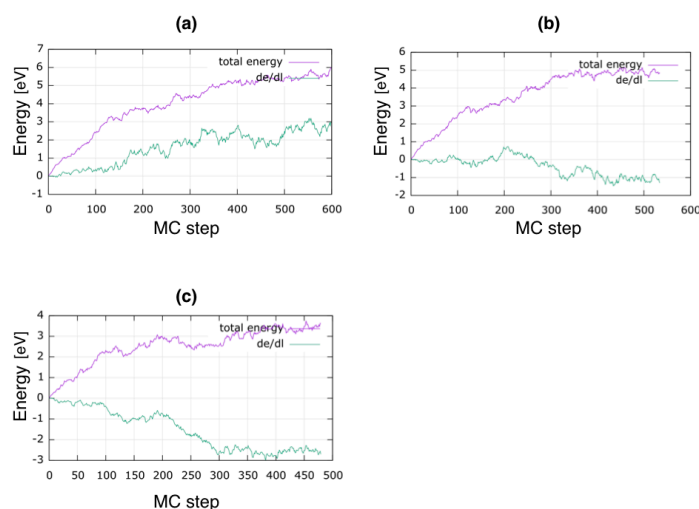 (a)
7
6
5
4
3
2
1
0
-1
Energy [eV]
total energy
de/dl
0 100 200 300 400 500 600
MC step
(b)
6
5
4
3
2
1
0
-1
-2
Energy [eV]
total energy
de/dl
0 100 200 300 400 500 600
MC step
(c)
4
3
2
1
0
-1
-2
-3
Energy [eV]
total energy
de/dl
0 50 100 150 200 250 300 350 400 450 500
MC step